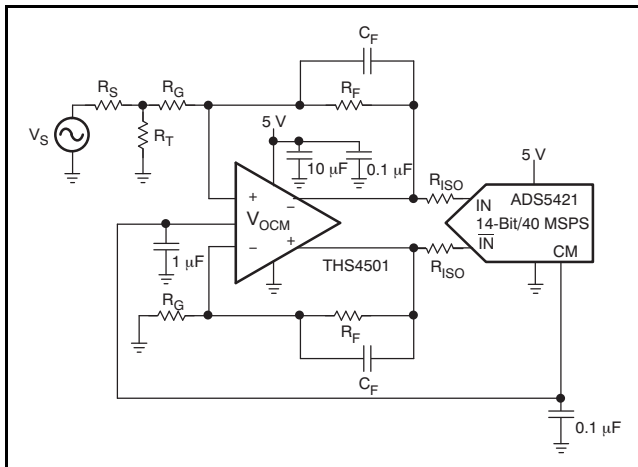 C_F
R_S
R_G
R_F
V_S
R_T
5 V
10 µF
0.1 µF
5 V
+
−
V_OCM
−
+
THS4501
R_ISO
R_ISO
IN
ADS5421
14-Bit/40 MSPS
I̅N̅
CM
1 µF
R_G
R_F
C_F
0.1 µF